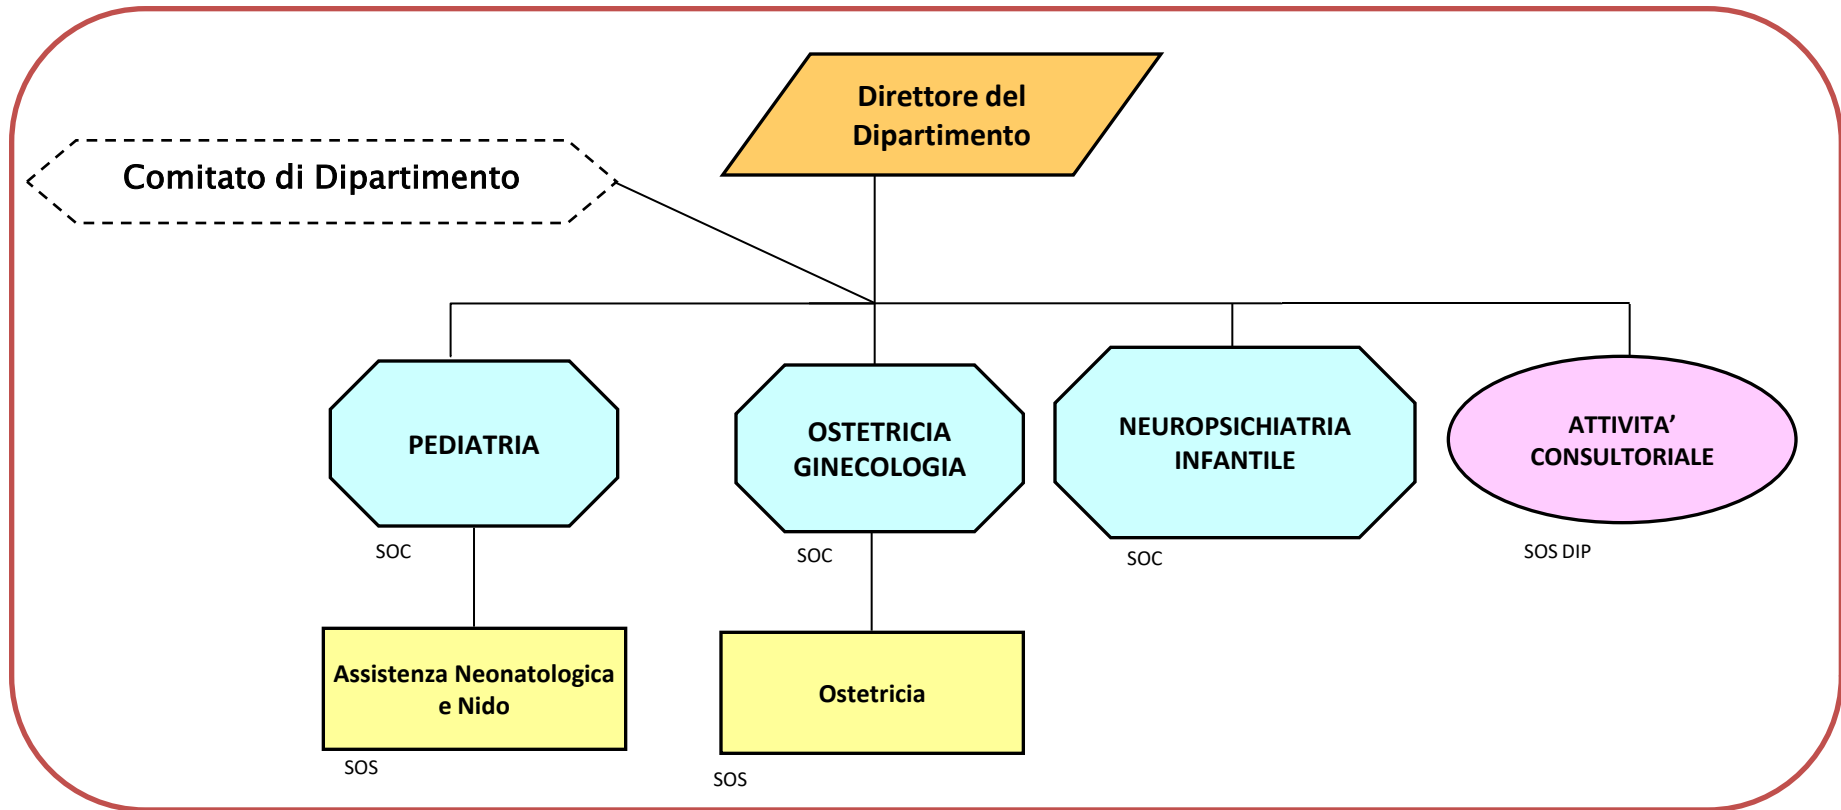 Direttore del
Dipartimento
Comitato di Dipartimento
PEDIATRIA
OSTETRICIA
GINECOLOGIA
NEUROPSICHIATRIA
INFANTILE
ATTIVITA’
CONSULTORIALE
SOC
SOC
SOC
SOS DIP
Assistenza Neonatologica
e Nido
Ostetricia
SOS
SOS